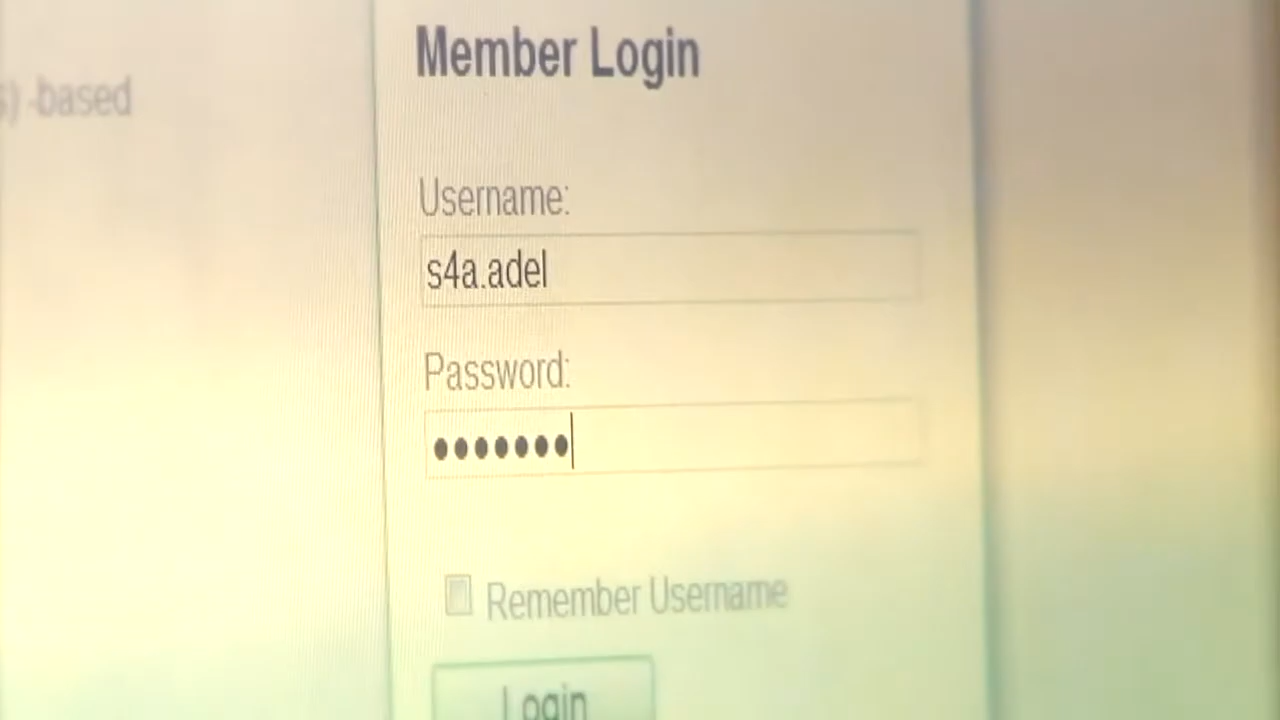 Member Login
s) -based
Username:
s4a.adel
Password:
•••••••
Remember Username
Login